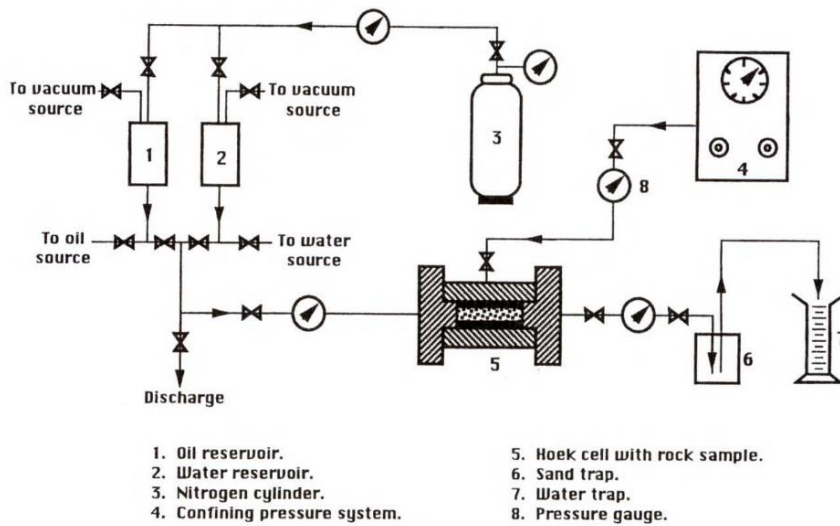 To vacuum
source
To vacuum
source
1
2
3
4
8
To oil
source
To water
source
5
6
7
Discharge
1. Oil reservoir.
2. Water reservoir.
3. Nitrogen cylinder.
4. Confining pressure system.
5. Hoek cell with rock sample.
6. Sand trap.
7. Water trap.
8. Pressure gauge.